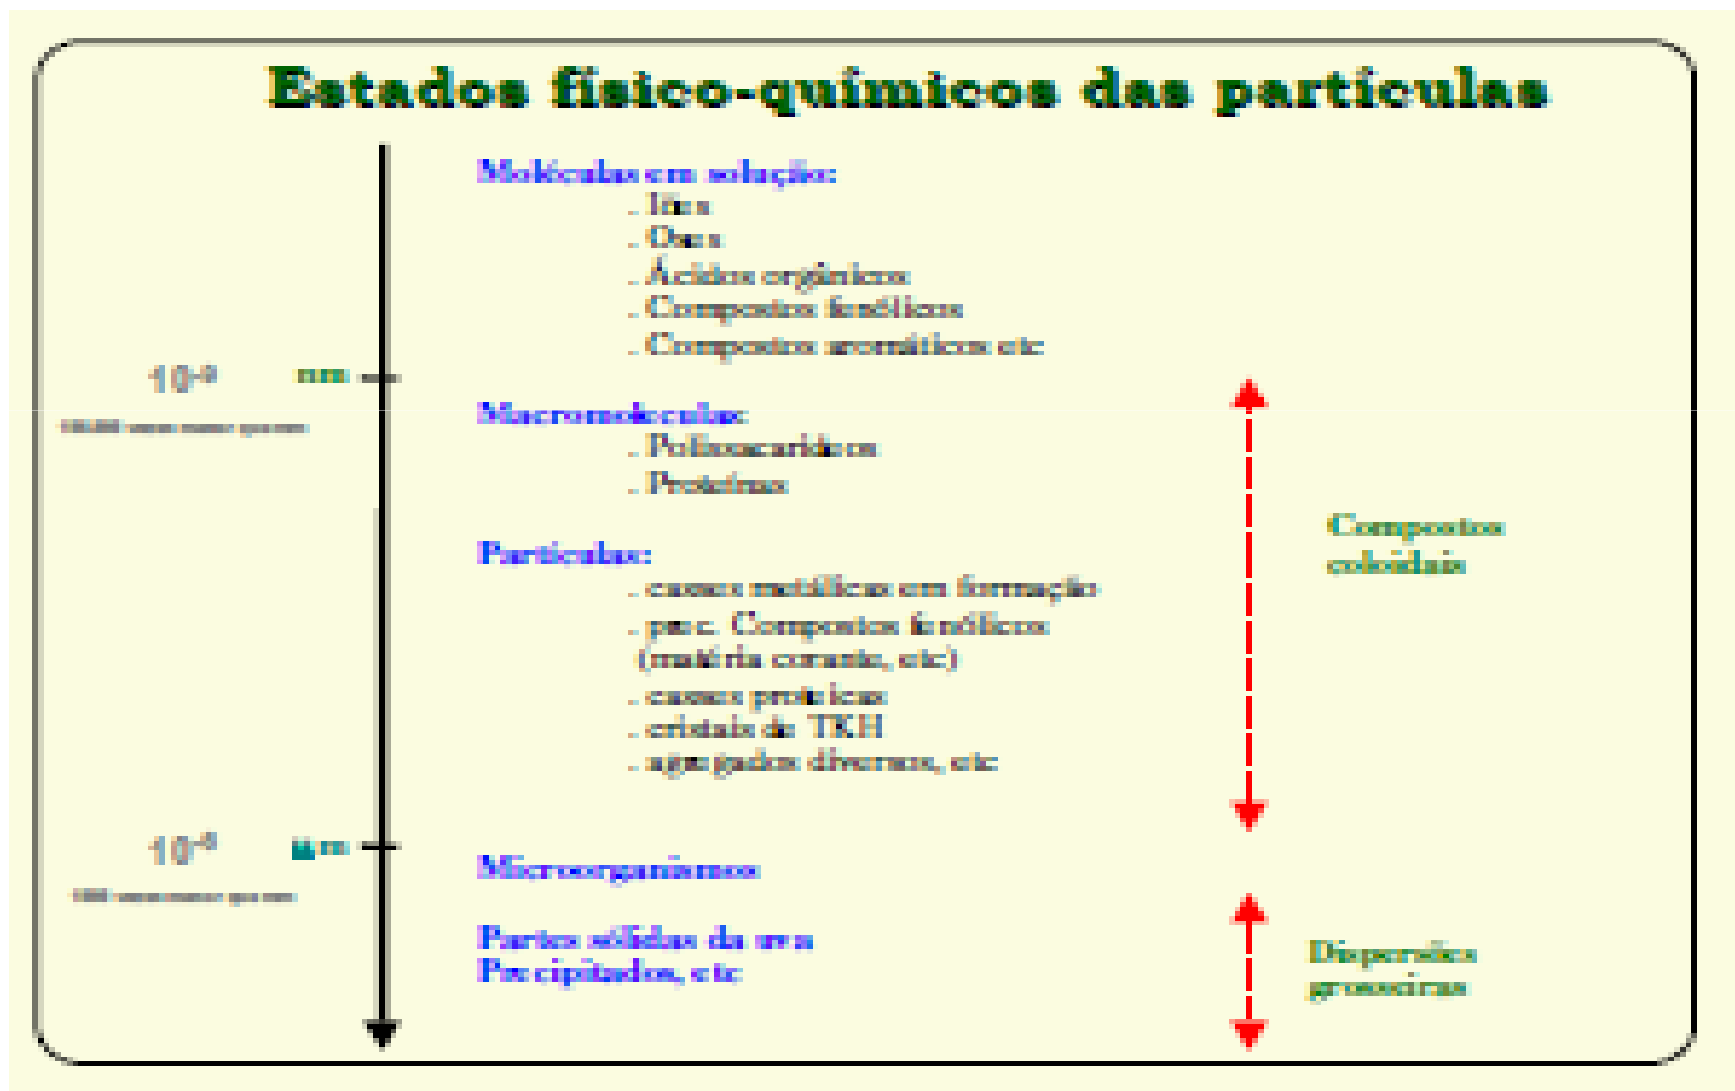 Estados físico-químicos das partículas
Moléculas em solução:
. Iões
. Oses
. Ácidos orgânicos
. Compostos fenólicos
. Compostos aromáticos etc
10-9 nm
Macromoleculas:
. Polissacarídeos
. Proteínas
Compostos
coloidais
Partículas:
. casses metálicas em formação
. prec. Compostos fenólicos
(matéria corante, etc)
. casses proteicas
. cristais de TKH
. agregados diversos, etc
10-6 µm
Microorganismos
Partes sólidas da uva
Precipitados, etc
Dispersões
grosseiras